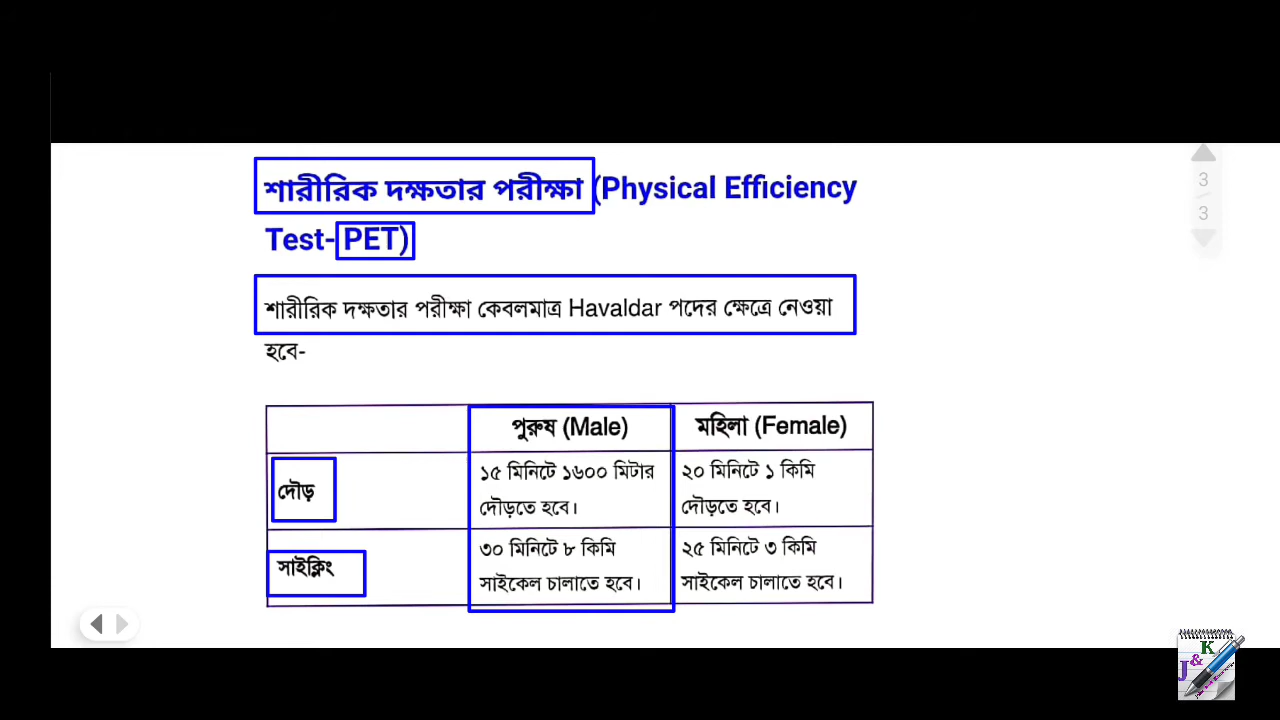 শারীরিক দক্ষতার পরীক্ষা (Physical Efficiency
Test-PET)
শারীরিক দক্ষতার পরীক্ষা কেবলমাত্র Havaldar পদের ক্ষেত্রে নেওয়া
হবে-
পুরুষ (Male) মহিলা (Female)
দৌড়
১৫ মিনিটে ১৬০০ মিটার
দৌড়তে হবে।
২০ মিনিটে ১ কিমি
দৌড়তে হবে।
সাইক্লিং
৩০ মিনিটে ৮ কিমি
সাইকেল চালাতে হবে।
২৫ মিনিটে ৩ কিমি
সাইকেল চালাতে হবে।
3
3
J&K